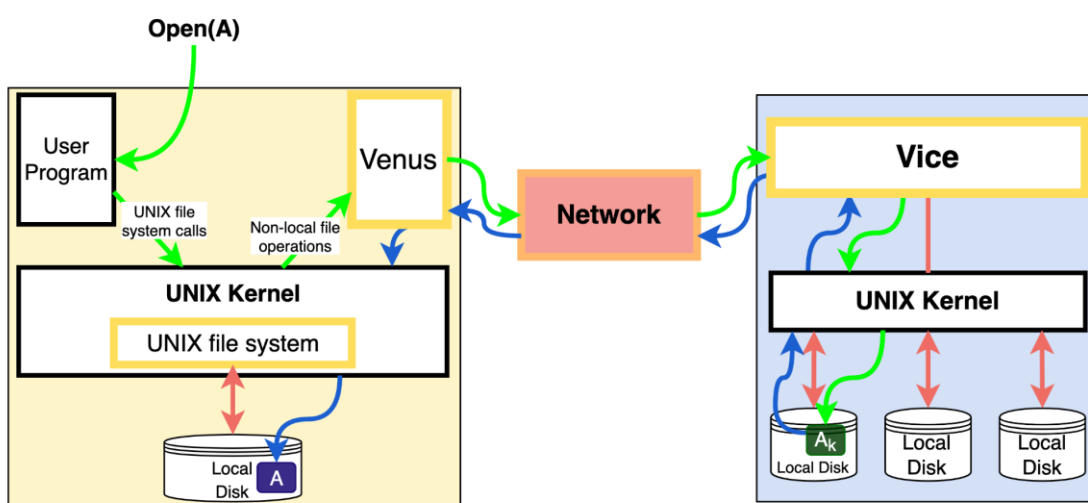 Open(A)
User
Program
UNIX file
system calls
Non-local file
operations
Venus
UNIX Kernel
UNIX file system
Local
Disk
A
Network
Vice
UNIX Kernel
Ak
Local Disk
Local
Disk
Local
Disk